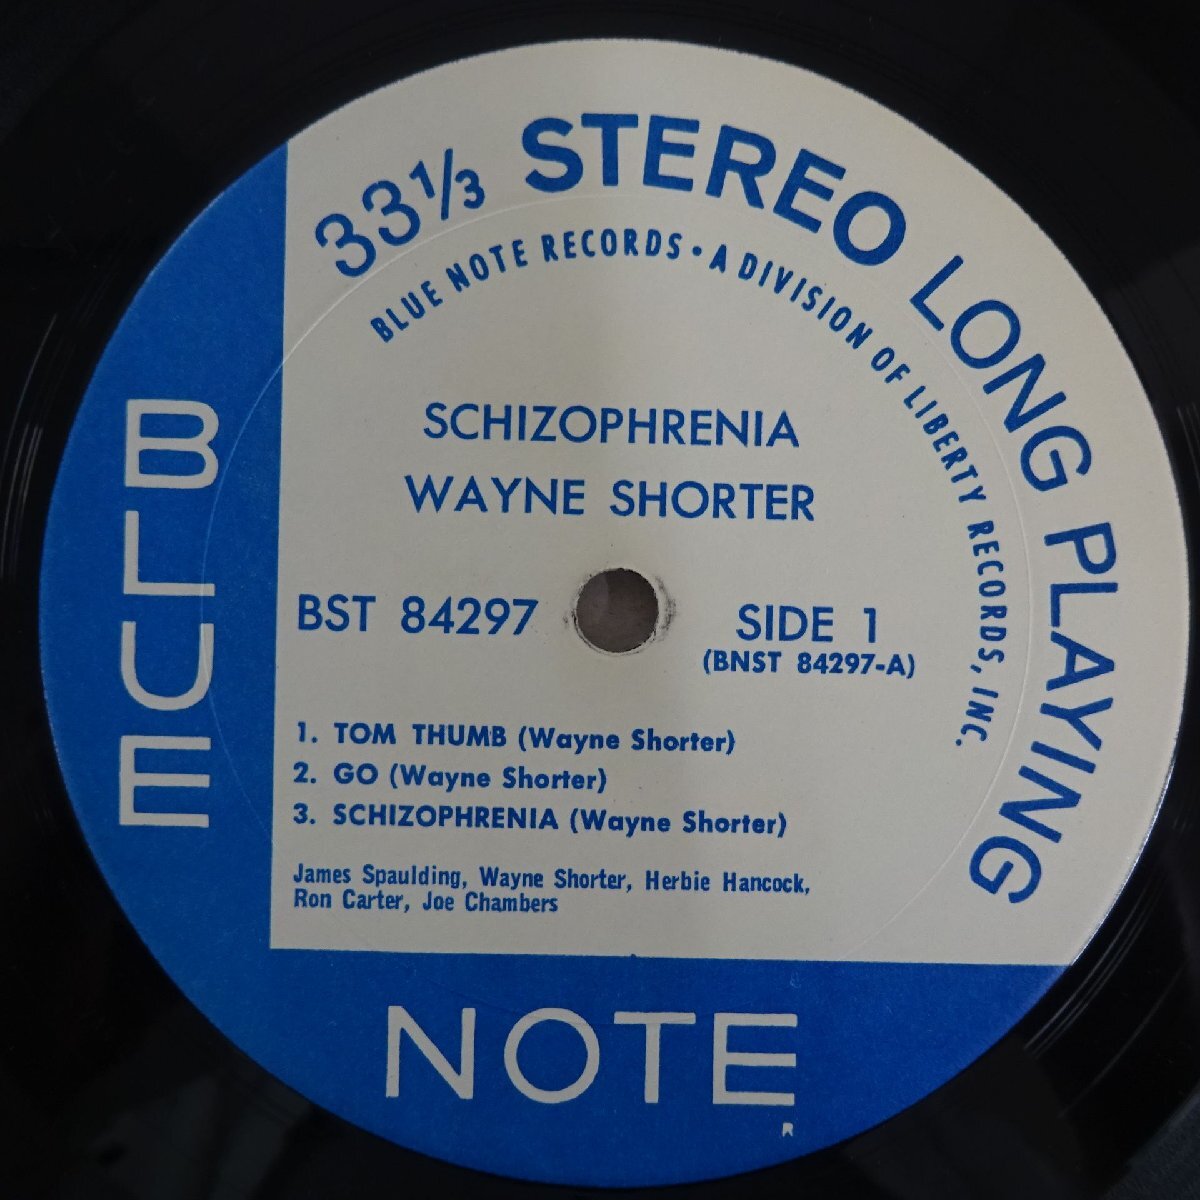 33⅓ STEREO LONG PLAYING
BLUE NOTE RECORDS • A DIVISION OF LIBERTY RECORDS, INC.
SCHIZOPHRENIA
WAYNE SHORTER
BST 84297
SIDE 1
(BNST 84297-A)
1. TOM THUMB (Wayne Shorter)
2. GO (Wayne Shorter)
3. SCHIZOPHRENIA (Wayne Shorter)
James Spaulding, Wayne Shorter, Herbie Hancock,
Ron Carter, Joe Chambers
BLUE
NOTE
R